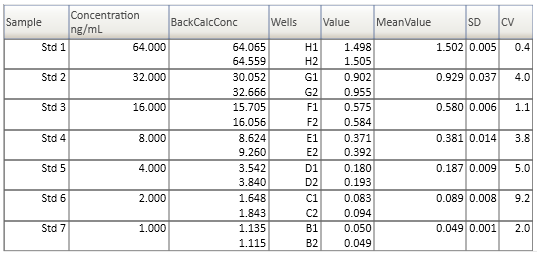 Sample Concentration ng/mL BackCalcConc Wells Value MeanValue SD CV
Std 1 64.000 64.065 H1 1.498 1.502 0.005 0.4
64.559 H2 1.505
Std 2 32.000 30.052 G1 0.902 0.929 0.037 4.0
32.666 G2 0.955
Std 3 16.000 15.705 F1 0.575 0.580 0.006 1.1
16.056 F2 0.584
Std 4 8.000 8.624 E1 0.371 0.381 0.014 3.8
9.260 E2 0.392
Std 5 4.000 3.542 D1 0.180 0.187 0.009 5.0
3.840 D2 0.193
Std 6 2.000 1.648 C1 0.083 0.089 0.008 9.2
1.843 C2 0.094
Std 7 1.000 1.135 B1 0.050 0.049 0.001 2.0
1.115 B2 0.049